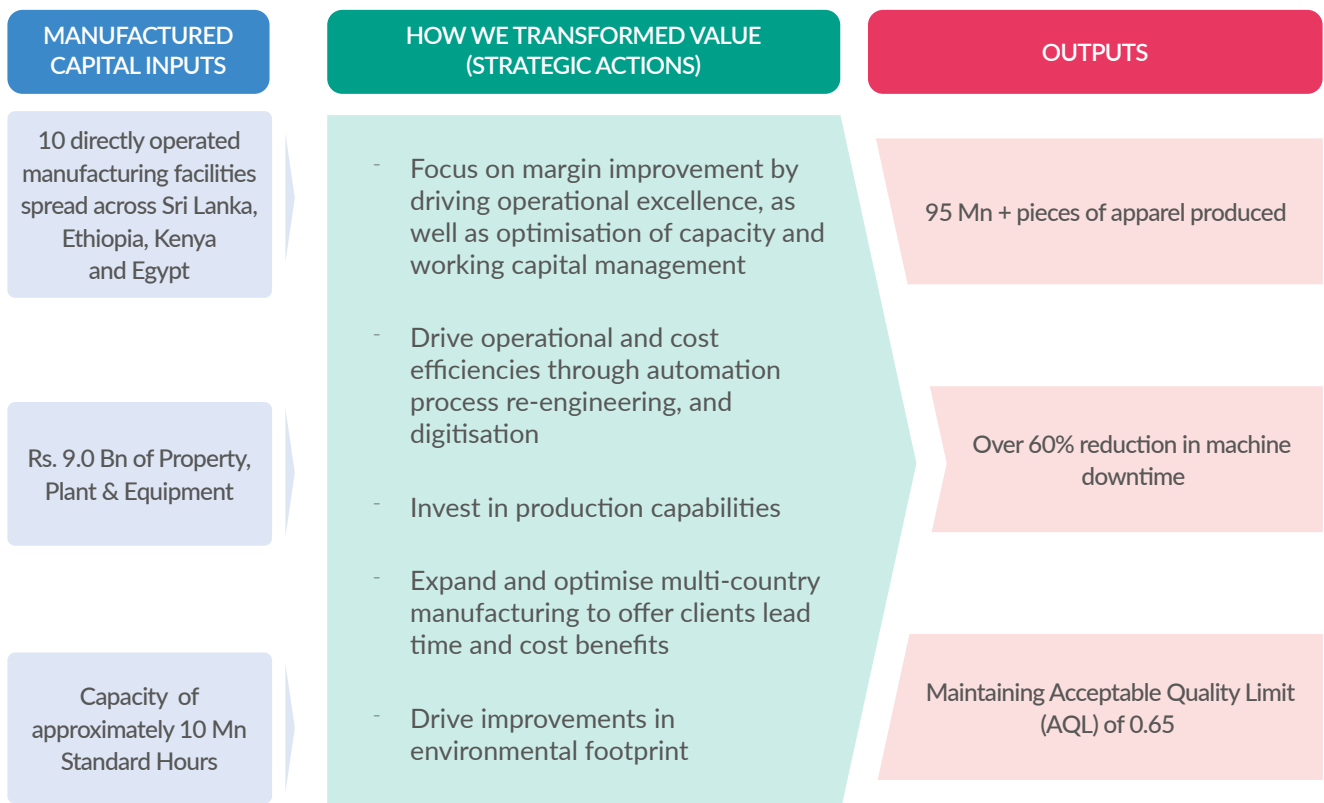 MANUFACTURED
CAPITAL INPUTS
HOW WE TRANSFORMED VALUE
(STRATEGIC ACTIONS)
OUTPUTS
10 directly operated
manufacturing facilities
spread across Sri Lanka,
Ethiopia, Kenya
and Egypt
Rs. 9.0 Bn of Property,
Plant & Equipment
Capacity of
approximately 10 Mn
Standard Hours
- Focus on margin improvement by
driving operational excellence, as
well as optimisation of capacity and
working capital management
- Drive operational and cost
efficiencies through automation
process re-engineering, and
digitisation
- Invest in production capabilities
- Expand and optimise multi-country
manufacturing to offer clients lead
time and cost benefits
- Drive improvements in
environmental footprint
95 Mn + pieces of apparel produced
Over 60% reduction in machine
downtime
Maintaining Acceptable Quality Limit
(AQL) of 0.65